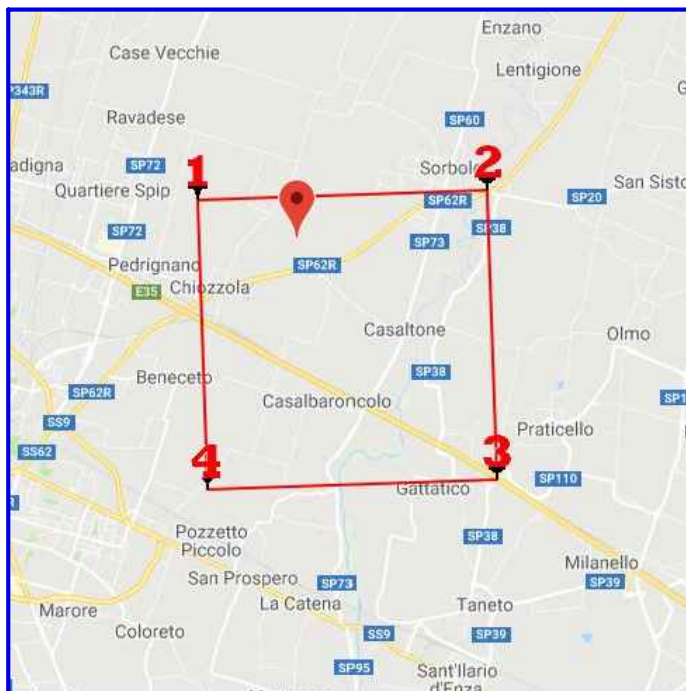 Enzano
Case Vecchie
Lentigione
P343R
Ravadese
SP60
adigna
SP72
1
Sorbolo
2
Quartiere Spip
SP62R
SP20
San Sisto
SP72
SP73
SP38
Pedrignano
SP62R
E35
Chiozzola
Casaltone
Olmo
Beneceto
SP38
SP62R
Casalbaroncolo
SP1
SS9
Praticello
SS62
4
3
Gattatico
SP110
Pozzetto
Piccolo
SP38
Milanello
San Prospero
SP73
SP39
Marore
La Catena
Taneto
Coloreto
SS9
SP39
SP95
Sant'Ilario
d'Enza